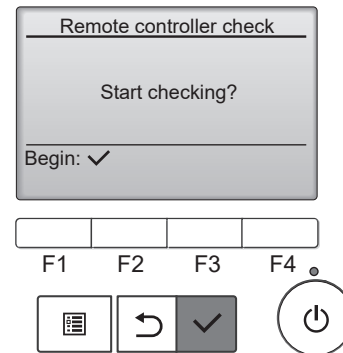 Remote controller check
Start checking?
Begin: ✓
F1 F2 F3 F4